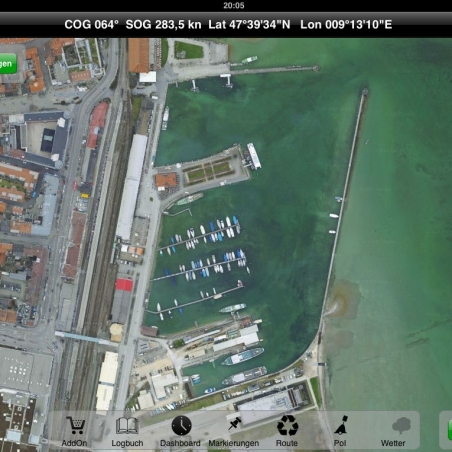 20:05
COG 064° SOG 283,5 kn Lat 47°39'34"N Lon 009°13'10"E
gen
AddOn Logbuch Dashboard Markierungen Route Pol Wetter